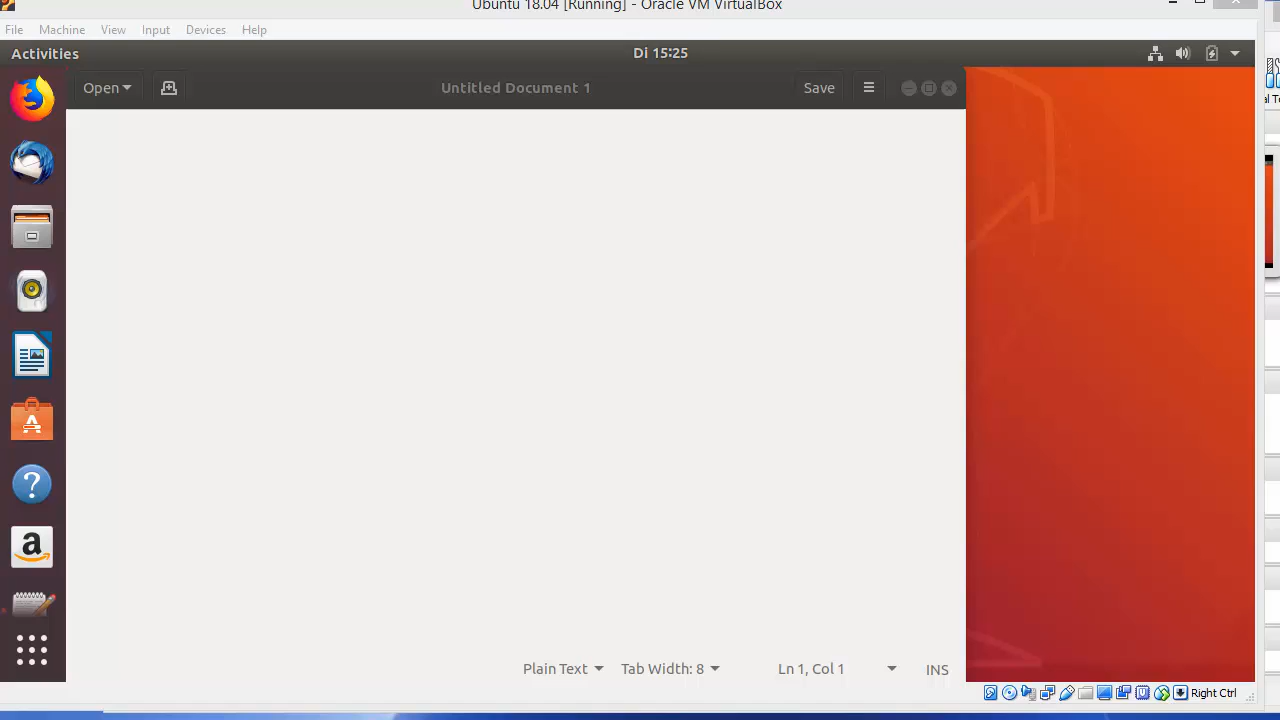 Ubuntu 18.04 [Running] - Oracle VM VirtualBox
File Machine View Input Devices Help
Activities Di 15:25
Open Untitled Document 1 Save
Plain Text Tab Width: 8 Ln 1, Col 1 INS
Right Ctrl